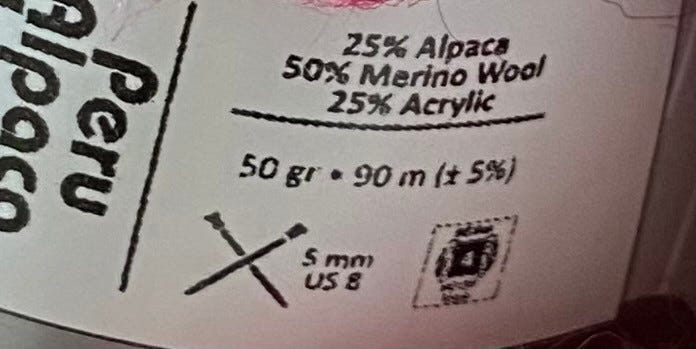 Peru
Alpaca
25% Alpaca
50% Merino Wool
25% Acrylic
50 gr • 90 m (± 5%)
5 mm
US 8